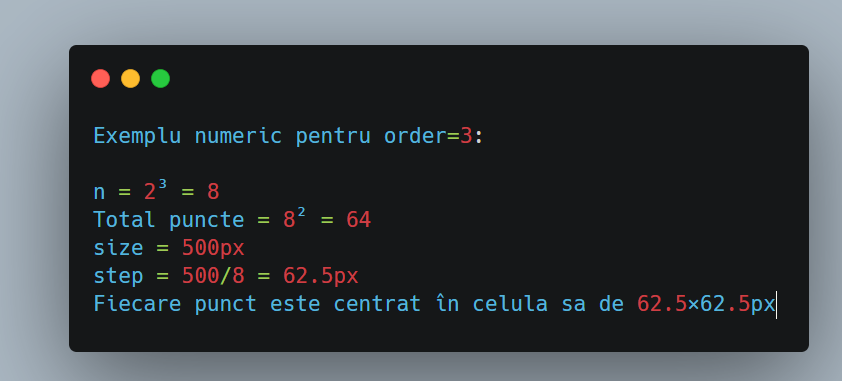 Exemplu numeric pentru order=3:
n = 2³ = 8
Total puncte = 8² = 64
size = 500px
step = 500/8 = 62.5px
Fiecare punct este centrat în celula sa de 62.5×62.5px